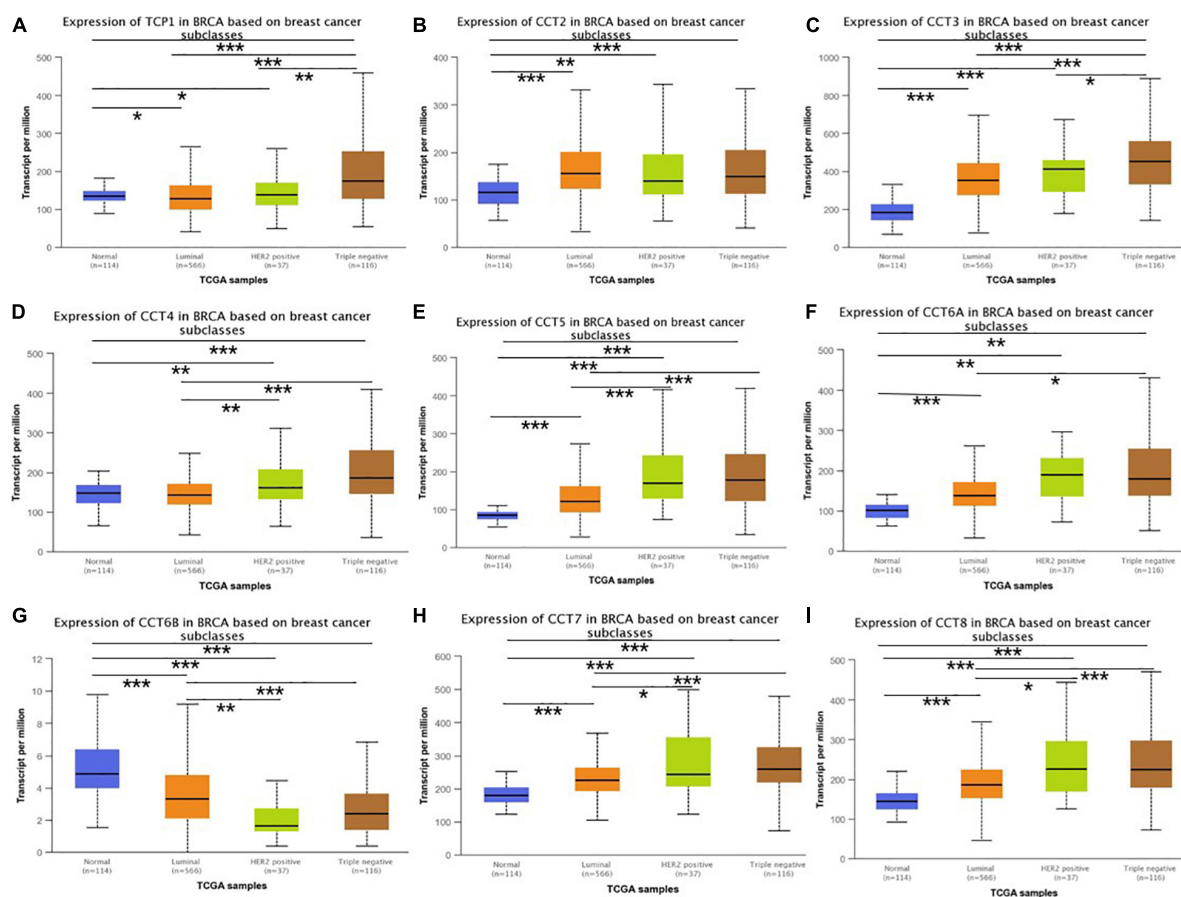 A
Expression of TCP1 in BRCA based on breast cancer
subclasses
***
***
**
*
*
Transcript per million
500
400
300
200
100
0
Normal
(n=114)
Luminal
(n=566)
HER2 positive
(n=37)
Triple negative
(n=116)
TCGA samples
B
Expression of CCT2 in BRCA based on breast cancer
subclasses
***
**
***
Transcript per million
400
300
200
100
0
Normal
(n=114)
Luminal
(n=566)
HER2 positive
(n=37)
Triple negative
(n=116)
TCGA samples
C
Expression of CCT3 in BRCA based on breast cancer
subclasses
***
***
***
*
***
Transcript per million
1000
800
600
400
200
0
Normal
(n=114)
Luminal
(n=566)
HER2 positive
(n=37)
Triple negative
(n=116)
TCGA samples
D
Expression of CCT4 in BRCA based on breast cancer
subclasses
***
**
***
**
Transcript per million
500
400
300
200
100
0
Normal
(n=114)
Luminal
(n=566)
HER2 positive
(n=37)
Triple negative
(n=116)
TCGA samples
E
Expression of CCT5 in BRCA based on breast cancer
subclasses
***
***
***
***
***
Transcript per million
500
400
300
200
100
0
Normal
(n=114)
Luminal
(n=566)
HER2 positive
(n=37)
Triple negative
(n=116)
TCGA samples
F
Expression of CCT6A in BRCA based on breast cancer
subclasses
**
**
*
***
Transcript per million
500
400
300
200
100
0
Normal
(n=114)
Luminal
(n=566)
HER2 positive
(n=37)
Triple negative
(n=116)
TCGA samples
G
Expression of CCT6B in BRCA based on breast cancer
subclasses
***
***
***
***
**
Transcript per million
12
10
8
6
4
2
0
Normal
(n=114)
Luminal
(n=566)
HER2 positive
(n=37)
Triple negative
(n=116)
TCGA samples
H
Expression of CCT7 in BRCA based on breast cancer
subclasses
***
***
***
*
***
Transcript per million
600
500
400
300
200
100
0
Normal
(n=114)
Luminal
(n=566)
HER2 positive
(n=37)
Triple negative
(n=116)
TCGA samples
I
Expression of CCT8 in BRCA based on breast cancer
subclasses
***
***
***
*
***
Transcript per million
500
400
300
200
100
0
Normal
(n=114)
Luminal
(n=566)
HER2 positive
(n=37)
Triple negative
(n=116)
TCGA samples